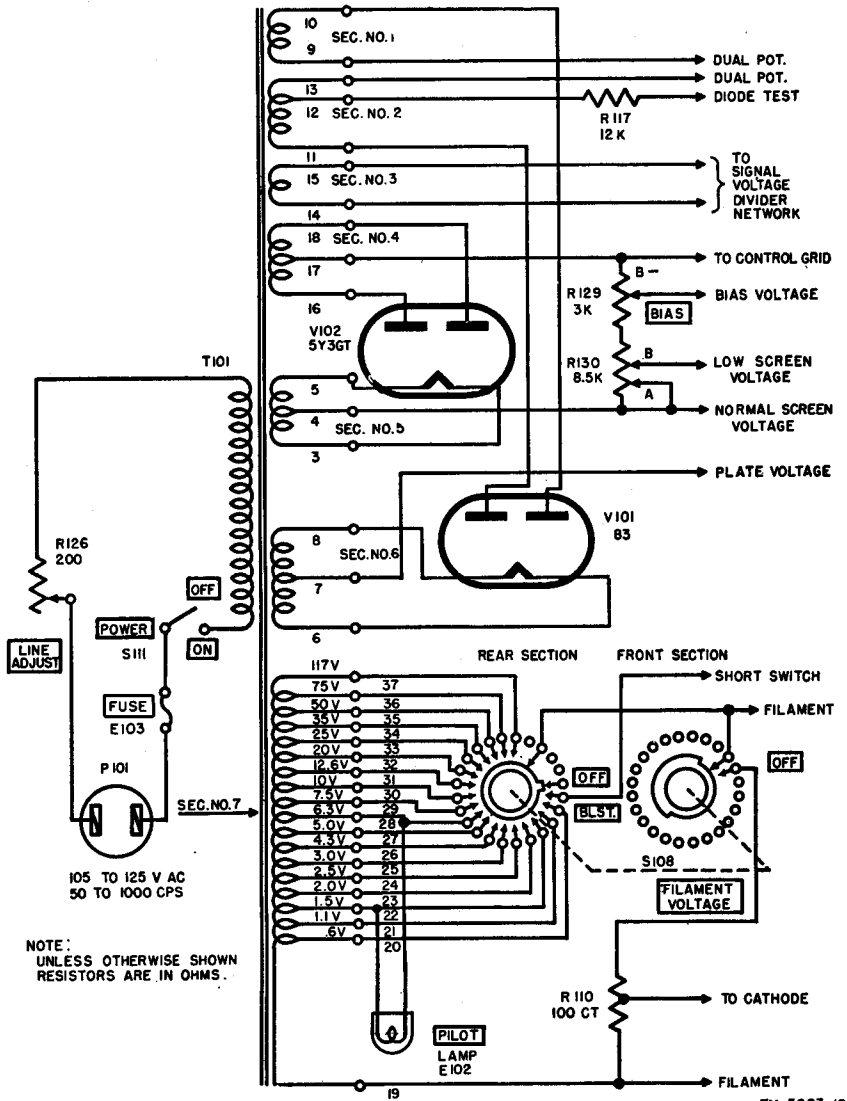 10
SEC. NO. 1
9
DUAL POT.
DUAL POT.
13
DIODE TEST
12 SEC. NO. 2
R 117
12 K
11
TO
SIGNAL
VOLTAGE
DIVIDER
NETWORK
15 SEC. NO. 3
14
18 SEC. NO. 4
17
TO CONTROL GRID
B -
R129
3K
BIAS VOLTAGE
BIAS
16
V102
5Y3GT
B
R130
8.5K
LOW SCREEN
VOLTAGE
A
T101
5
4
SEC. NO. 5
NORMAL SCREEN
VOLTAGE
3
PLATE VOLTAGE
V101
83
8
SEC. NO. 6
7
6
R126
200
OFF
POWER
S111
ON
LINE
ADJUST
FUSE
E103
P101
105 TO 125 V AC
50 TO 1000 CPS
SEC. NO. 7
REAR SECTION
FRONT SECTION
SHORT SWITCH
FILAMENT
117V
37
75V
36
50V
35
35V
34
25V
33
20V
32
12.6V
31
10V
30
7.5V
29
6.3V
28
5.0V
27
4.3V
26
3.0V
25
2.5V
24
2.0V
23
1.5V
22
1.1V
21
.6V
20
OFF
BLST.
OFF
S108
FILAMENT
VOLTAGE
NOTE:
UNLESS OTHERWISE SHOWN
RESISTORS ARE IN OHMS.
R 110
100 CT
TO CATHODE
PILOT
LAMP
E102
19
FILAMENT